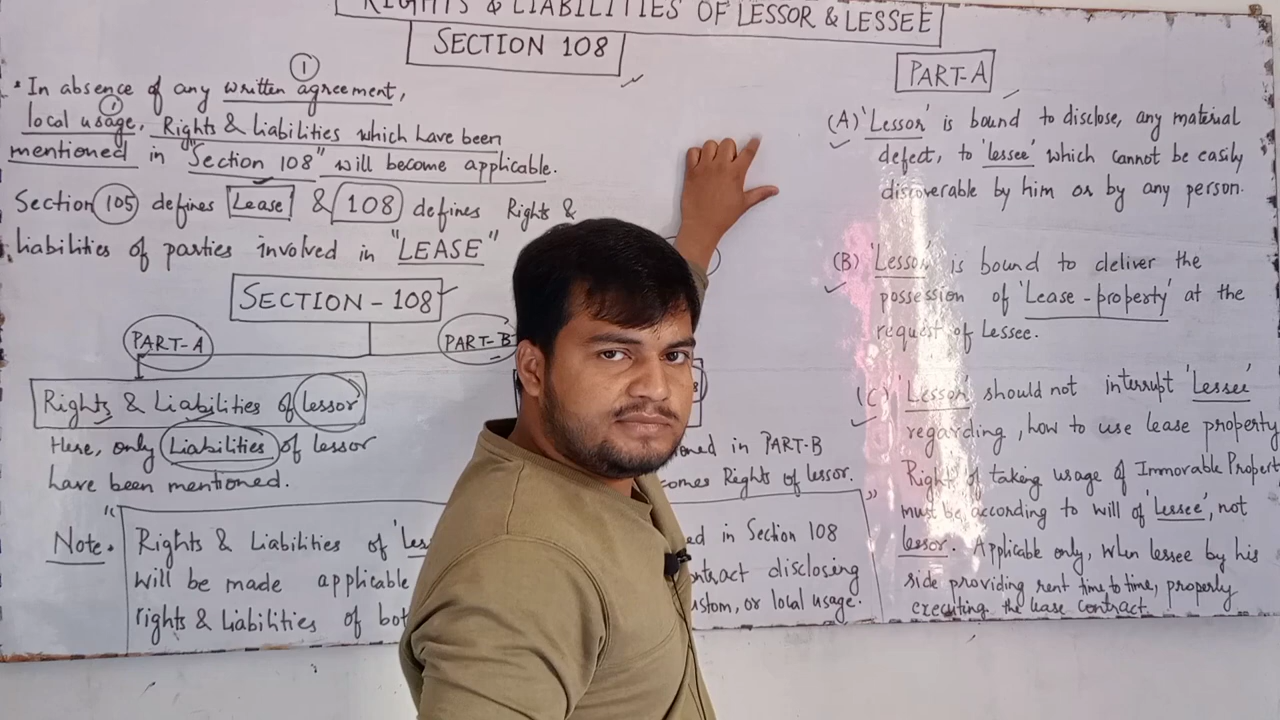 RIGHTS & LIABILITIES OF LESSOR & LESSEE
SECTION 108
• In absence of any written agreement,
1
local usage, Rights & Liabilities which have been
1
mentioned in "Section 108" will become applicable.
Section 105 defines Lease & 108 defines Rights &
liabilities of parties involved in "LEASE"
SECTION - 108
PART-A
PART-B
Rights & Liabilities of lessor
Here, only Liabilities of lessor
have been mentioned.
Note.
" Rights & Liabilities of
will be made applicable
rights & Liabilities of
in PART-B
Rights of lessor.
in Section 108 "
disclosing
or local usage.
PART-A
(A) 'Lessor' is bound to disclose, any material
defect, to 'lessee' which cannot be easily
discoverable by him or by any person.
(B) 'Lessor' is bound to deliver the
possession of 'Lease-property' at the
request of Lessee.
(C) 'Lessor' should not interrupt 'Lessee'
regarding, how to use lease property
Right of taking usage of Immovable
must be according to will of 'Lessee', not
lessor. Applicable only, when lessee by his
side providing rent time to time, properly
executing the lease contract